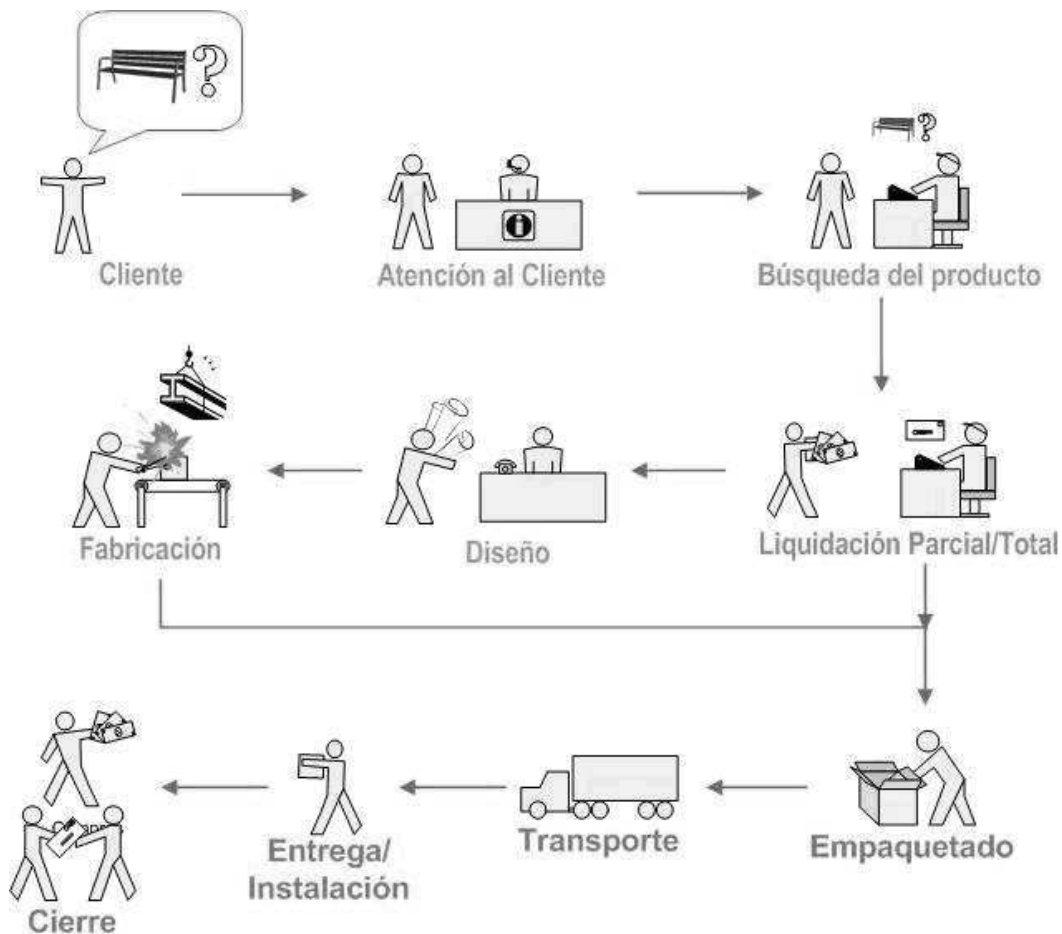 ?
Cliente
i
Atención al Cliente
?
Búsqueda del producto
Fabricación
Diseño
Liquidación Parcial/Total
Cierre
Entrega/
Instalación
Transporte
Empaquetado